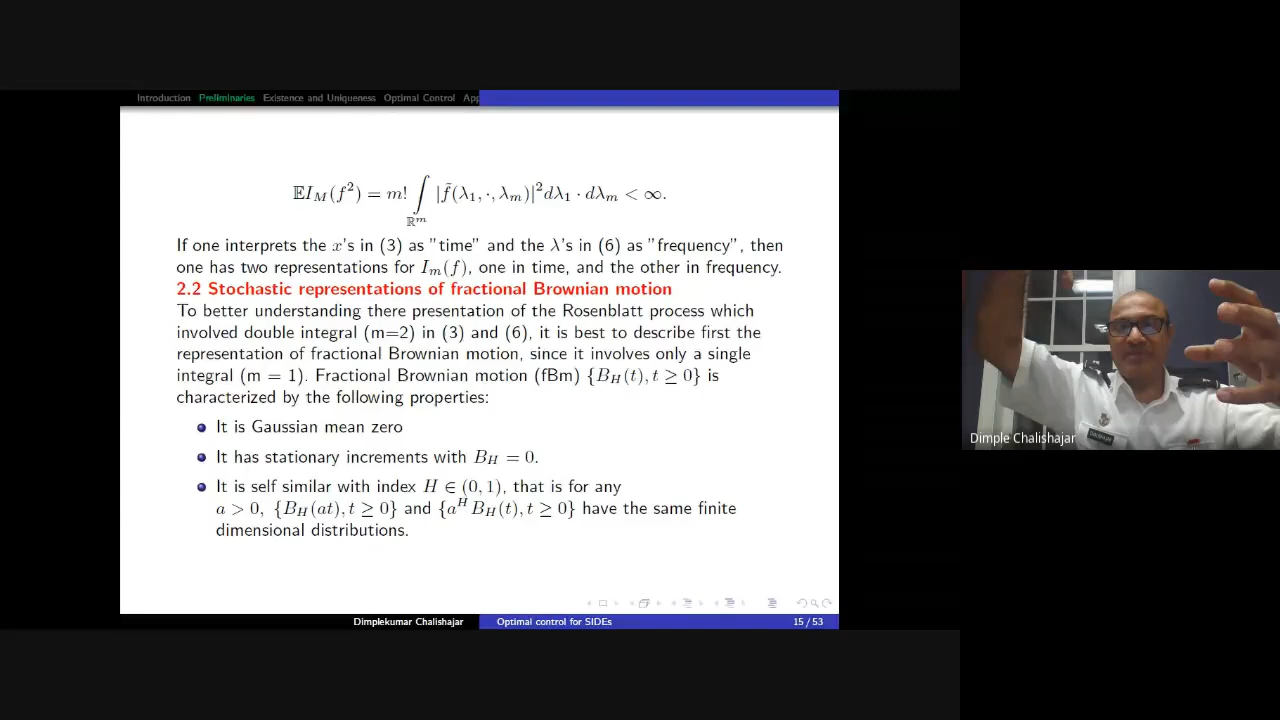 Introduction Preliminaries Existence and Uniqueness Optimal Control App
𝔼I_M(f²) = m! ∫_{ℝ^m} |f̃(λ₁, ·, λ_m)|² dλ₁ · dλ_m < ∞.
If one interprets the x's in (3) as "time" and the λ's in (6) as "frequency", then
one has two representations for I_m(f), one in time, and the other in frequency.
2.2 Stochastic representations of fractional Brownian motion
To better understanding there presentation of the Rosenblatt process which
involved double integral (m=2) in (3) and (6), it is best to describe first the
representation of fractional Brownian motion, since it involves only a single
integral (m = 1). Fractional Brownian motion (fBm) {B_H(t), t ≥ 0} is
characterized by the following properties:
It is Gaussian mean zero
It has stationary increments with B_H = 0.
It is self similar with index H ∈ (0, 1), that is for any
a > 0, {B_H(at), t ≥ 0} and {a^H B_H(t), t ≥ 0} have the same finite
dimensional distributions.
Dimplekumar Chalishajar Optimal control for SIDEs 15 / 53
Dimple Chalishajar